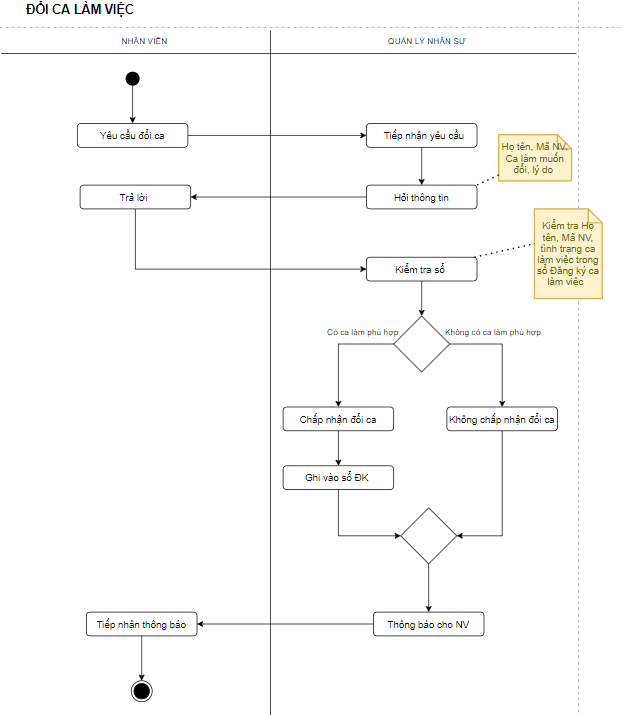 ĐỔI CA LÀM VIỆC
NHÂN VIÊN
QUẢN LÝ NHÂN SỰ
Yêu cầu đổi ca
Tiếp nhận yêu cầu
Họ tên, Mã NV,
Ca làm muốn
đổi, lý do
Trả lời
Hỏi thông tin
Kiểm tra Họ
tên, Mã NV,
tình trạng ca
làm việc trong
sổ Đăng ký ca
làm việc
Kiểm tra sổ
Có ca làm phù hợp
Không có ca làm phù hợp
Chấp nhận đổi ca
Không chấp nhận đổi ca
Ghi vào sổ ĐK
Tiếp nhận thông báo
Thông báo cho NV